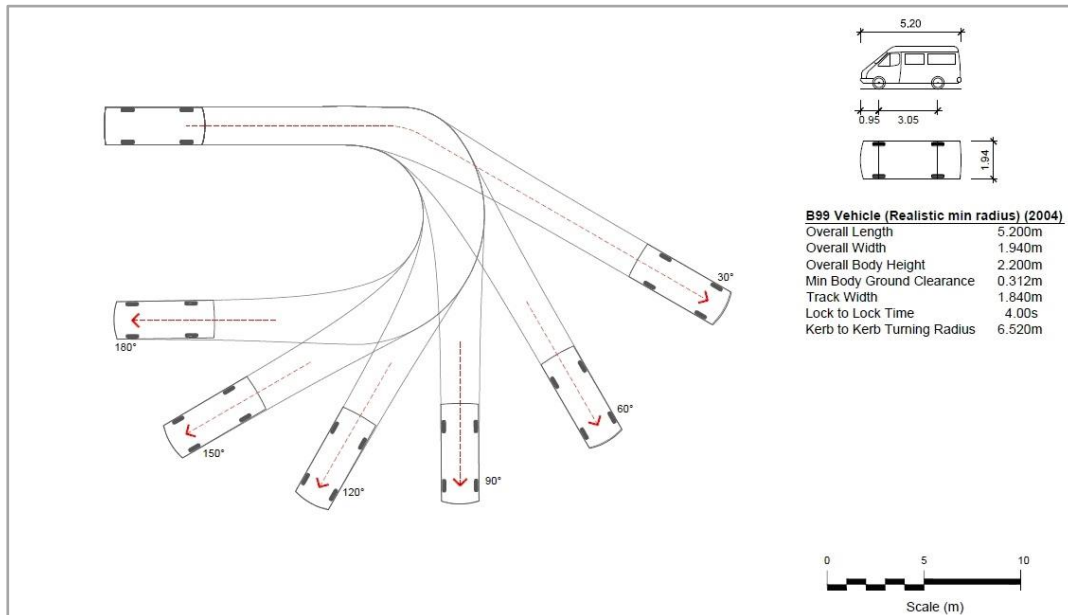 5.20
0.95 3.05
1.94
B99 Vehicle (Realistic min radius) (2004)
Overall Length 5.200m
Overall Width 1.940m
Overall Body Height 2.200m
Min Body Ground Clearance 0.312m
Track Width 1.840m
Lock to Lock Time 4.00s
Kerb to Kerb Turning Radius 6.520m
30°
60°
90°
120°
150°
180°
0 5 10
Scale (m)